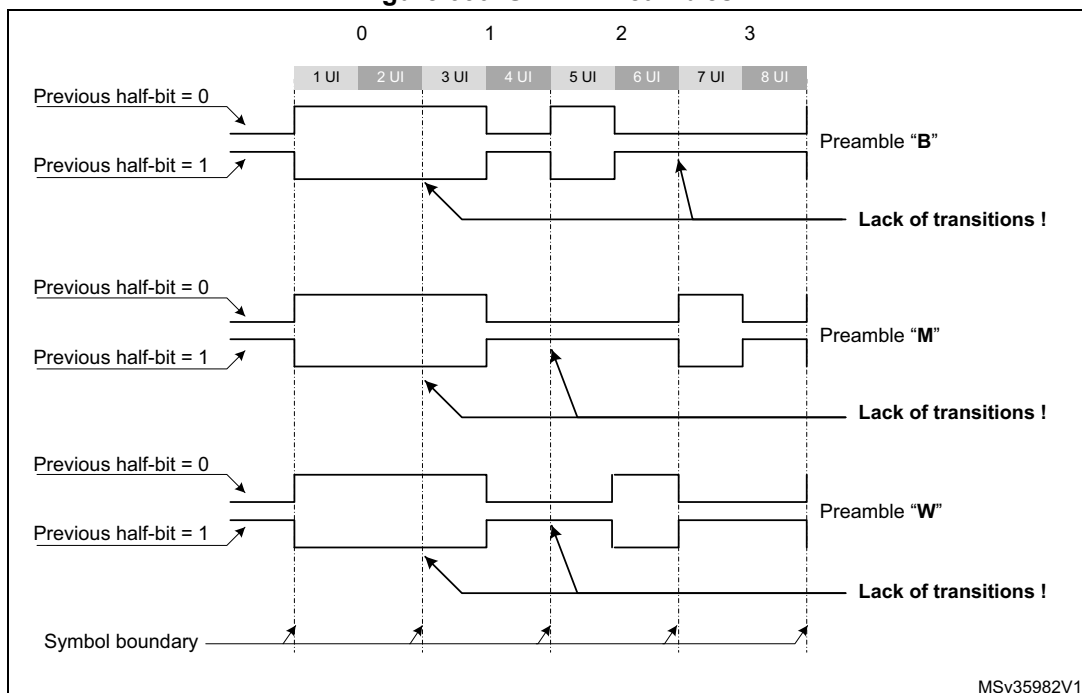 0 1 2 3
1 UI 2 UI 3 UI 4 UI 5 UI 6 UI 7 UI 8 UI
Previous half-bit = 0
Preamble “B”
Previous half-bit = 1
Lack of transitions !
Previous half-bit = 0
Preamble “M”
Previous half-bit = 1
Lack of transitions !
Previous half-bit = 0
Preamble “W”
Previous half-bit = 1
Lack of transitions !
Symbol boundary
MSv35982V1